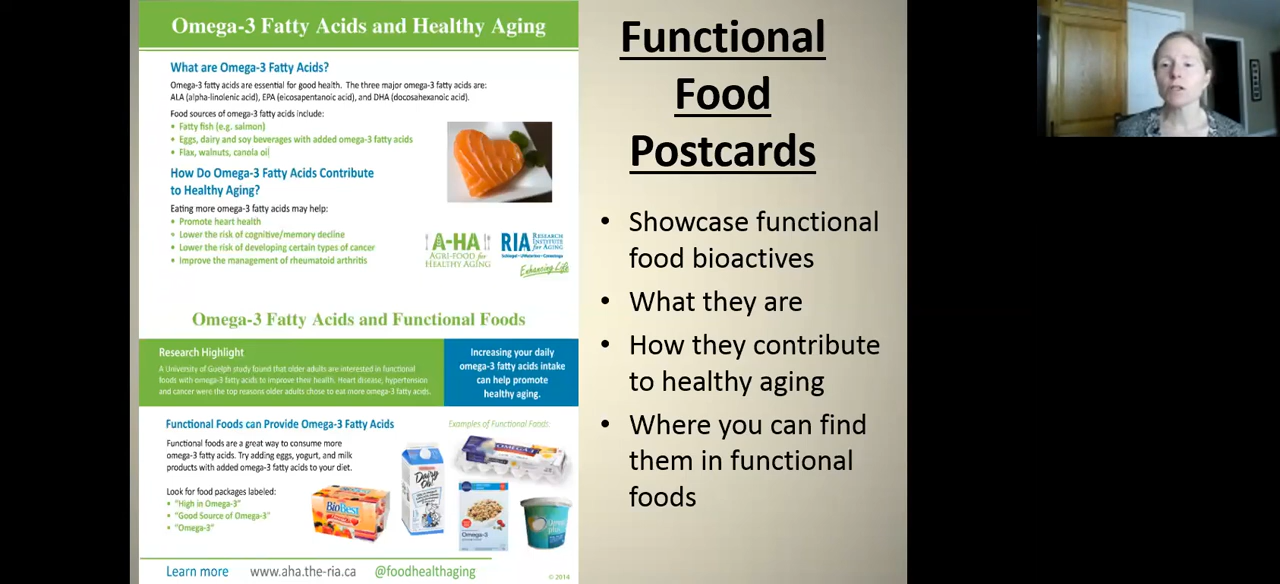 Omega-3 Fatty Acids and Healthy Aging
What are Omega-3 Fatty Acids?
Omega-3 fatty acids are essential for good health. The three major omega-3 fatty acids are:
ALA (alpha-linolenic acid), EPA (eicosapentanoic acid), and DHA (docosahexanoic acid).
Food sources of omega-3 fatty acids include:
• Fatty fish (e.g. salmon)
• Eggs, dairy and soy beverages with added omega-3 fatty acids
• Flax, walnuts, canola oil
How Do Omega-3 Fatty Acids Contribute
to Healthy Aging?
Eating more omega-3 fatty acids may help:
• Promote heart health
• Lower the risk of cognitive/memory decline
• Lower the risk of developing certain types of cancer
• Improve the management of rheumatoid arthritis
A-HA
AGRI-FOOD for
HEALTHY AGING
RIA RESEARCH
INSTITUTE
for AGING
Enhancing Life
Omega-3 Fatty Acids and Functional Foods
Research Highlight
A University of Guelph study found that older adults are interested in functional
foods with omega-3 fatty acids to improve their health. Heart disease, hypertension
and cancer were the top reasons older adults chose to eat more omega-3 fatty acids.
Increasing your daily
omega-3 fatty acids intake
can help promote
healthy aging.
Functional Foods can Provide Omega-3 Fatty Acids
Functional foods are a great way to consume more
omega-3 fatty acids. Try adding eggs, yogurt, and milk
products with added omega-3 fatty acids to your diet.
Look for food packages labeled:
• "High in Omega-3"
• "Good Source of Omega-3"
• "Omega-3"
Examples of Functional Foods:
BioBest
Dairy
Oh!
OMEGA-3
Omega-3
Learn more www.aha.the-ria.ca @foodhealthaging
© 2014
Functional
Food
Postcards
• Showcase functional
food bioactives
• What they are
• How they contribute
to healthy aging
• Where you can find
them in functional
foods